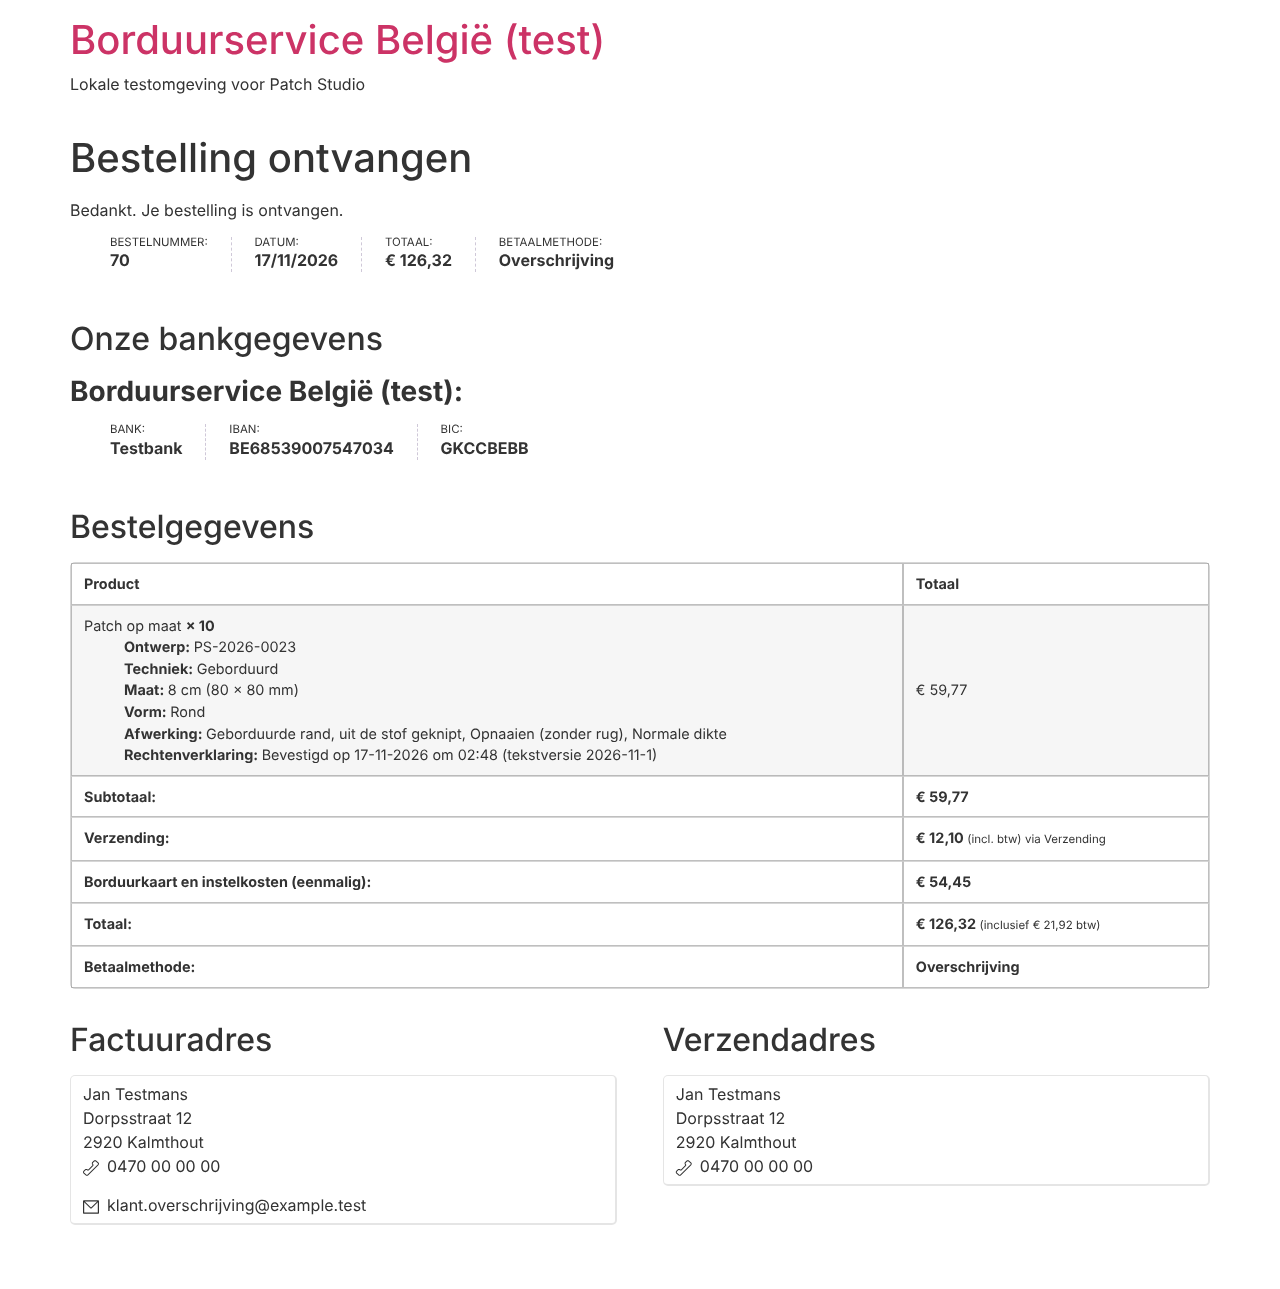 Borduurservice België (test)
Lokale testomgeving voor Patch Studio
Bestelling ontvangen
Bedankt. Je bestelling is ontvangen.
BESTELNUMMER: DATUM: TOTAAL: BETAALMETHODE:
70 17/11/2026 € 126,32 Overschrijving
Onze bankgegevens
Borduurservice België (test):
BANK: IBAN: BIC:
Testbank BE68539007547034 GKCCBEBB
Bestelgegevens
Product Totaal
Patch op maat × 10
Ontwerp: PS-2026-0023
Techniek: Geborduurd
Maat: 8 cm (80 × 80 mm) € 59,77
Vorm: Rond
Afwerking: Geborduurde rand, uit de stof geknipt, Opnaaien (zonder rug), Normale dikte
Rechtenverklaring: Bevestigd op 17-11-2026 om 02:48 (tekstversie 2026-11-1)
Subtotaal: € 59,77
Verzending: € 12,10 (incl. btw) via Verzending
Borduurkaart en instelkosten (eenmalig): € 54,45
Totaal: € 126,32 (inclusief € 21,92 btw)
Betaalmethode: Overschrijving
Factuuradres
Jan Testmans
Dorpsstraat 12
2920 Kalmthout
0470 00 00 00
klant.overschrijving@example.test
Verzendadres
Jan Testmans
Dorpsstraat 12
2920 Kalmthout
0470 00 00 00